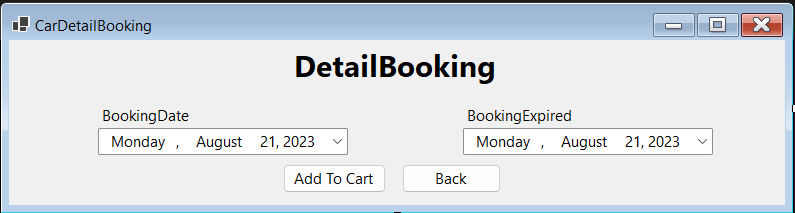 CarDetailBooking
DetailBooking
BookingDate BookingExpired
Monday , August 21, 2023 Monday , August 21, 2023
Add To Cart Back